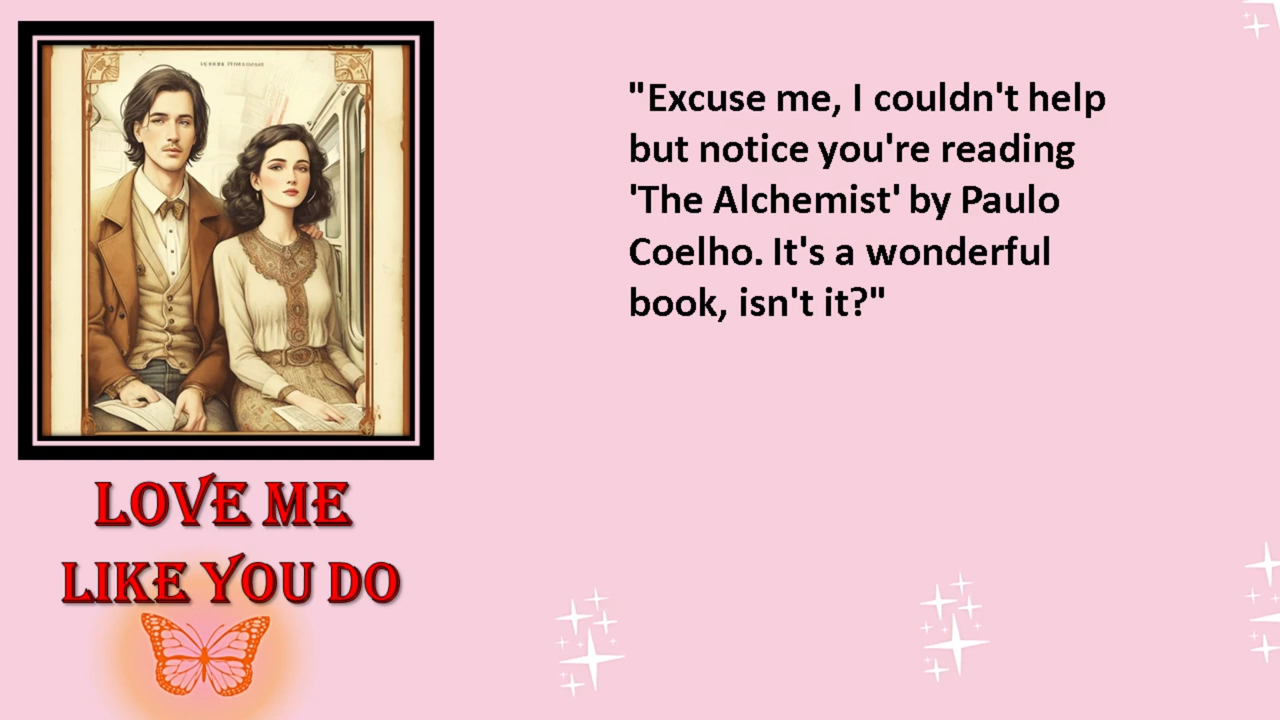 "Excuse me, I couldn't help
but notice you're reading
'The Alchemist' by Paulo
Coelho. It's a wonderful
book, isn't it?"
LOVE ME
LIKE YOU DO